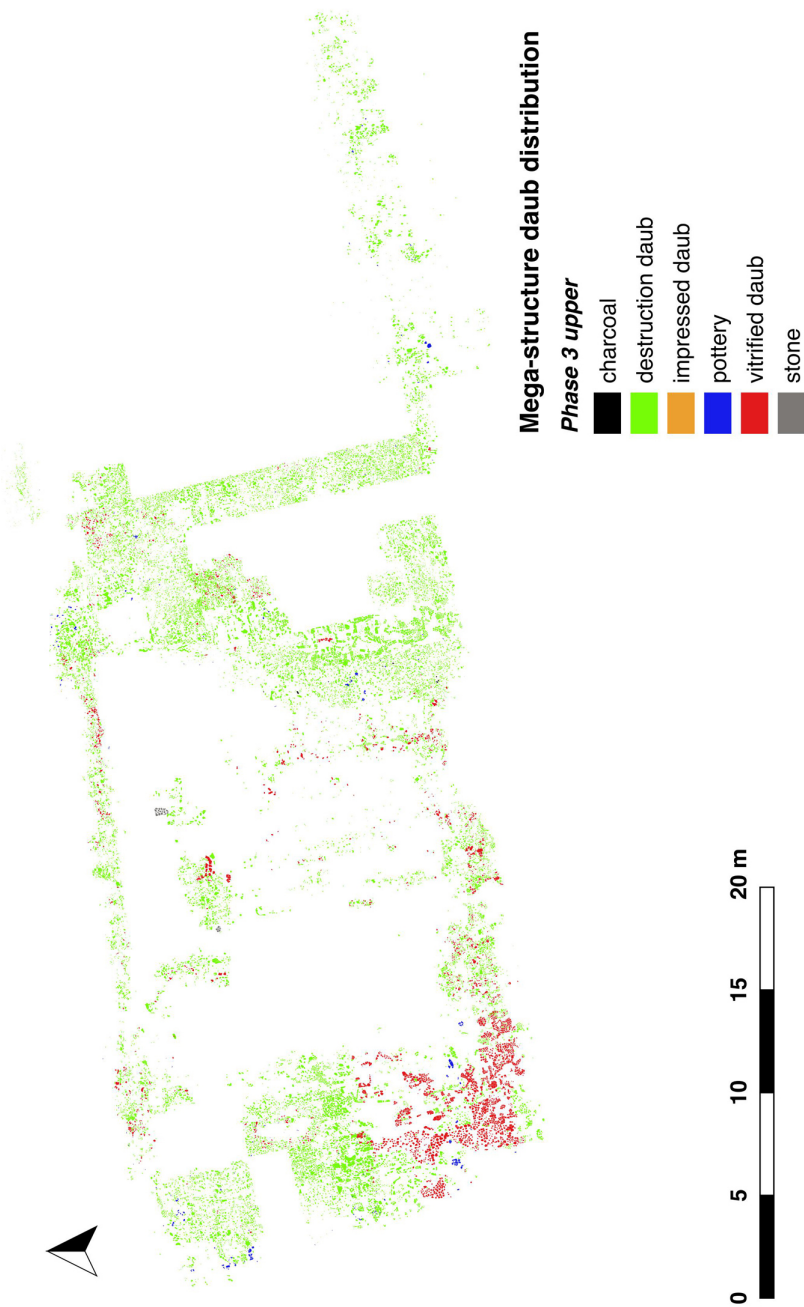 Mega-structure daub distribution
Phase 3 upper
charcoal
destruction daub
impressed daub
pottery
vitrified daub
stone
0 5 10 15 20 m